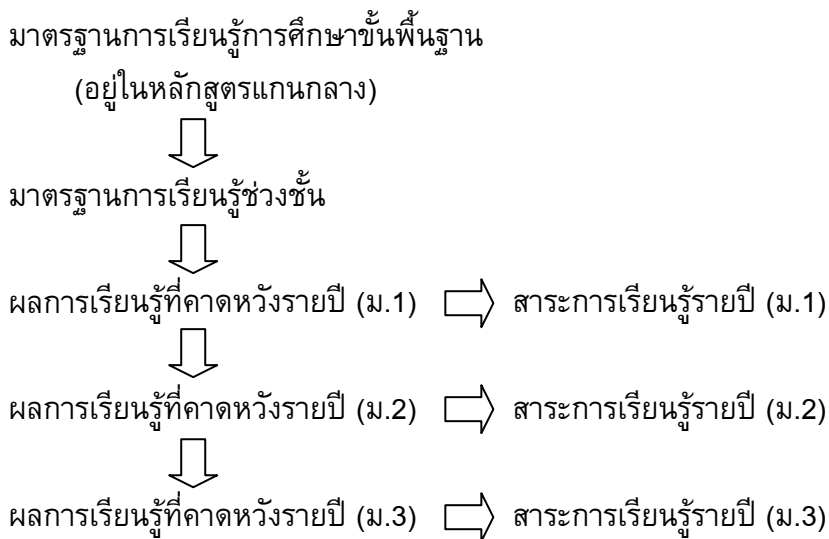 มาตรฐานการเรียนรู้การศึกษาขั้นพื้นฐาน
(อยู่ในหลักสูตรแกนกลาง)
มาตรฐานการเรียนรู้ช่วงชั้น
ผลการเรียนรู้ที่คาดหวังรายปี (ม.1) สาระการเรียนรู้รายปี (ม.1)
ผลการเรียนรู้ที่คาดหวังรายปี (ม.2) สาระการเรียนรู้รายปี (ม.2)
ผลการเรียนรู้ที่คาดหวังรายปี (ม.3) สาระการเรียนรู้รายปี (ม.3)